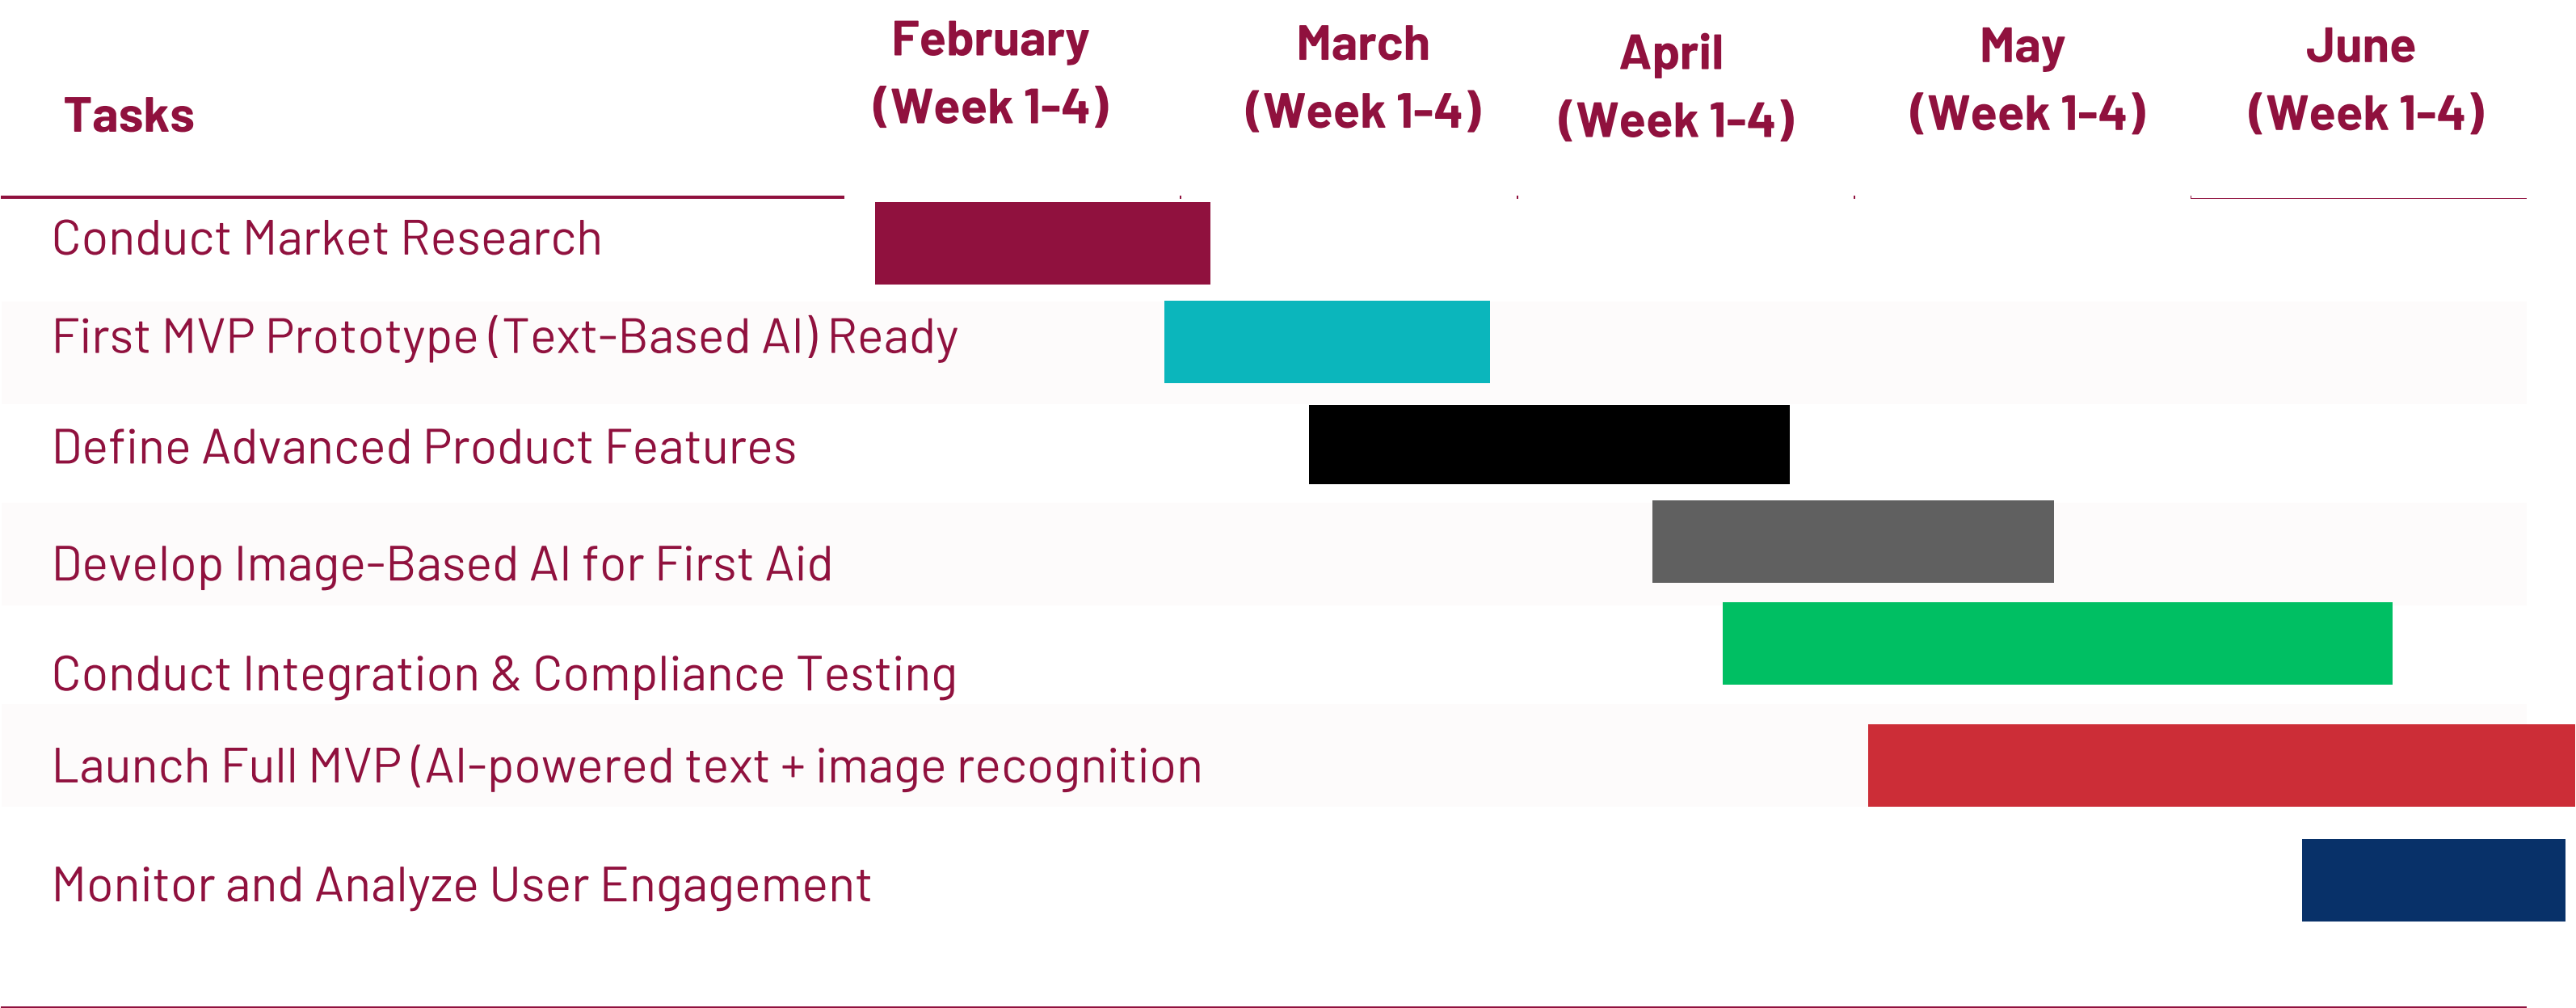 Tasks
February
(Week 1-4)
March
(Week 1-4)
April
(Week 1-4)
May
(Week 1-4)
June
(Week 1-4)
Conduct Market Research
First MVP Prototype (Text-Based AI) Ready
Define Advanced Product Features
Develop Image-Based AI for First Aid
Conduct Integration & Compliance Testing
Launch Full MVP (AI-powered text + image recognition
Monitor and Analyze User Engagement